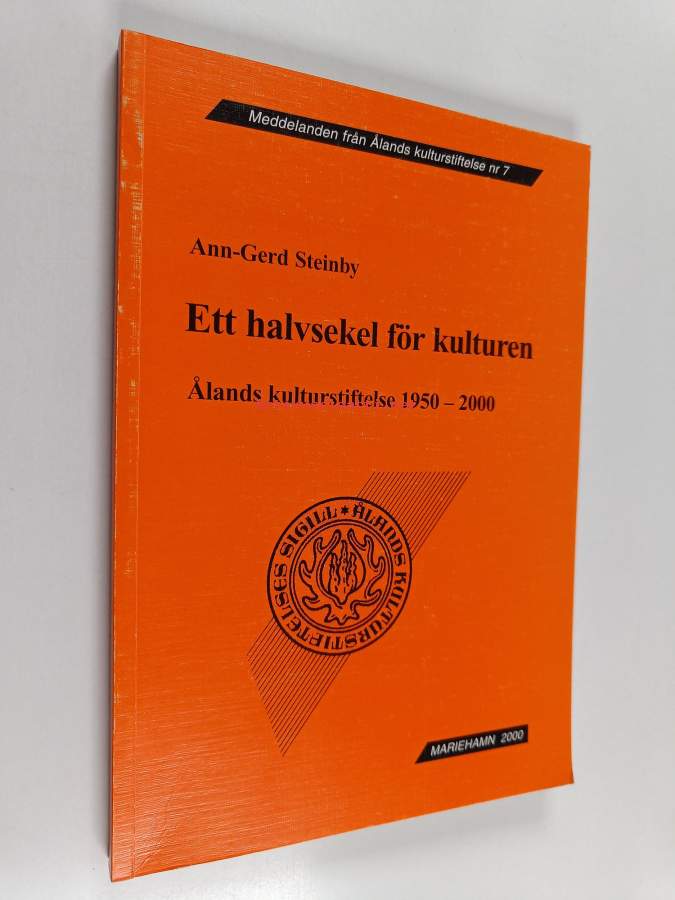 Meddelanden från Ålands kulturstiftelse nr 7
Ann-Gerd Steinby
Ett halvsekel för kulturen
Ålands kulturstiftelse 1950 – 2000
ÅLANDS KULTURSTIFTELSES SIGILL *
MARIEHAMN 2000